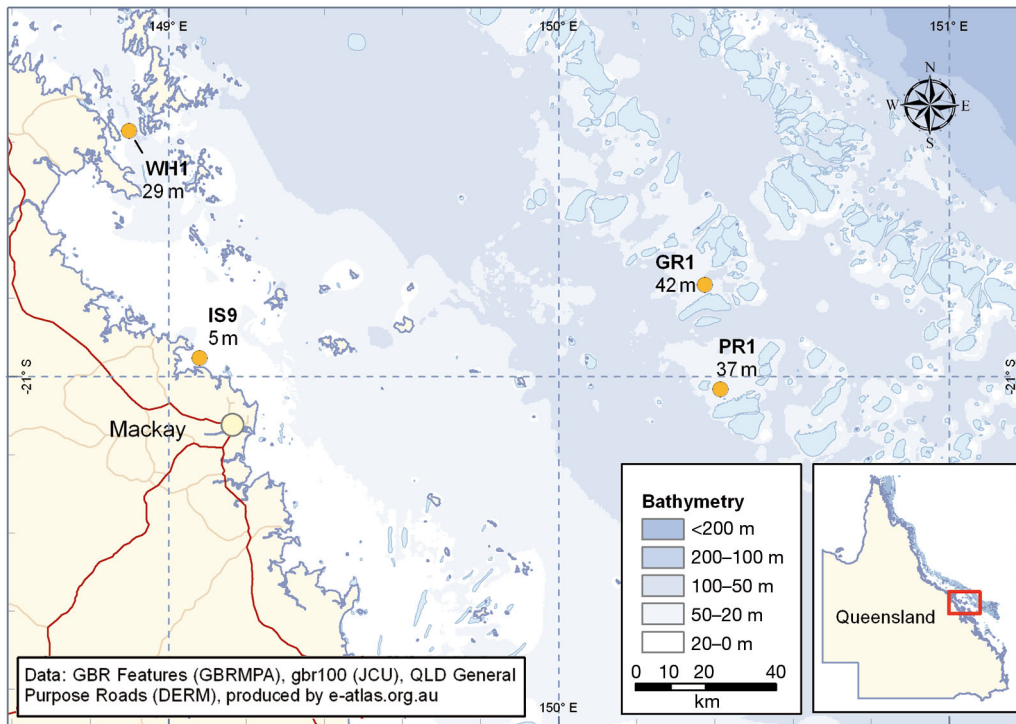 149° E
150° E
151° E
N
W
E
S
WH1
29 m
GR1
42 m
IS9
5 m
PR1
37 m
-21° S
-21° S
Mackay
Bathymetry
<200 m
200–100 m
100–50 m
50–20 m
20–0 m
0 10 20 40
km
Queensland
Data: GBR Features (GBRMPA), gbr100 (JCU), QLD General
Purpose Roads (DERM), produced by e-atlas.org.au
150° E